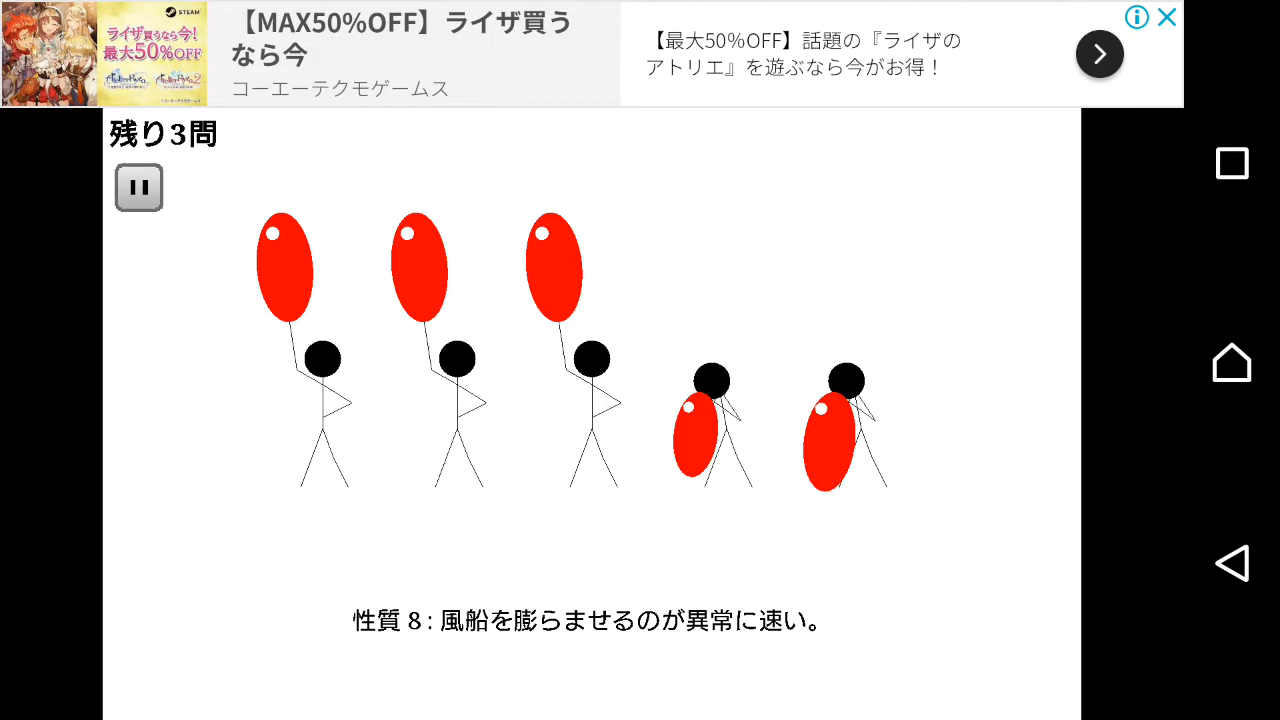 STEAM
ライザ買うなら今!
最大50%OFF
【MAX50%OFF】ライザ買う
なら今
コーエーテクモゲームス
【最大50%OFF】話題の『ライザの
アトリエ』を遊ぶなら今がお得！
残り3問
性質 8 : 風船を膨らませるのが異常に速い。